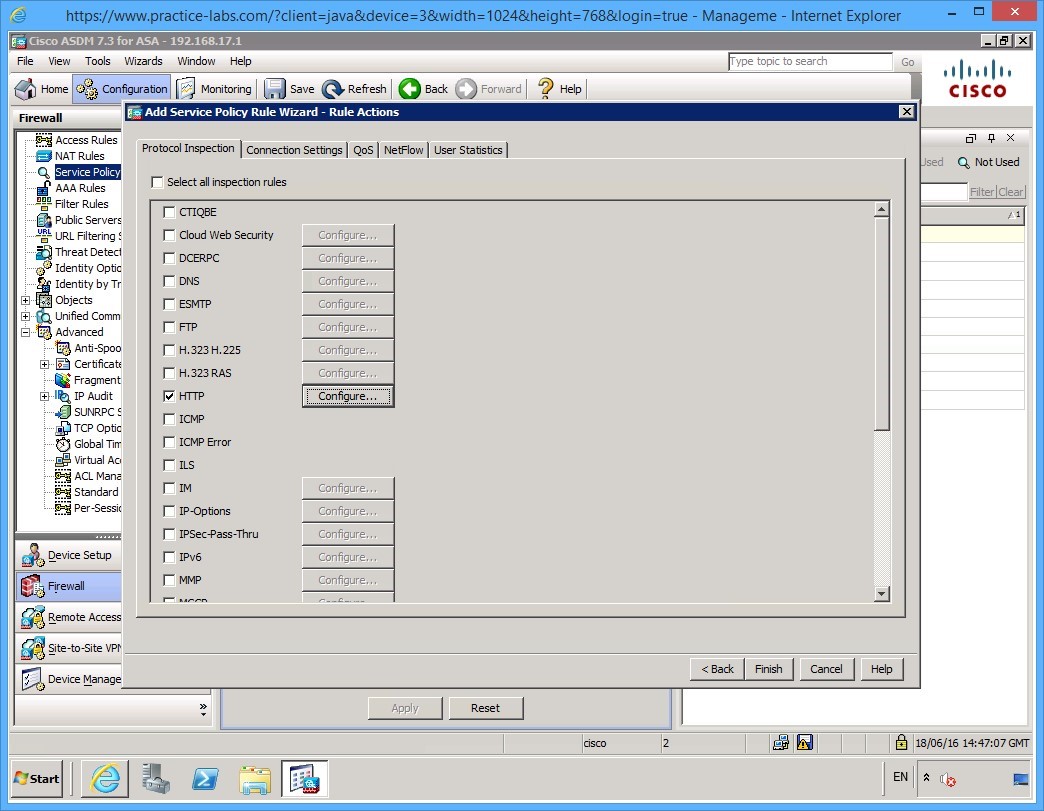 https://www.practice-labs.com/?client=java&device=3&width=1024&height=768&login=true - Manageme - Internet Explorer
Cisco ASDM 7.3 for ASA - 192.168.17.1
File View Tools Wizards Window Help
Type topic to search Go
CISCO
Home Configuration Monitoring Save Refresh Back Forward Help
Firewall
Access Rules
NAT Rules
Service Policy
AAA Rules
Filter Rules
Public Servers
URL Filtering S
Threat Detect
Identity Optio
Identity by Tr
Objects
Unified Comm
Advanced
Anti-Spoo
Certificate
Fragment
IP Audit
SUNRPC S
TCP Optio
Global Tim
Virtual Acc
ACL Mana
Standard
Per-Sessio
Device Setup
Firewall
Remote Access
Site-to-Site VPN
Device Manage
Add Service Policy Rule Wizard - Rule Actions
Protocol Inspection Connection Settings QoS NetFlow User Statistics
Select all inspection rules
CTIQBE
Cloud Web Security Configure...
DCERPC Configure...
DNS Configure...
ESMTP Configure...
FTP Configure...
H.323 H.225 Configure...
H.323 RAS Configure...
HTTP Configure...
ICMP
ICMP Error
ILS
IM Configure...
IP-Options Configure...
IPSec-Pass-Thru Configure...
IPv6 Configure...
MMP Configure...
MGCP Configure...
< Back Finish Cancel Help
Used Not Used
Filter Clear
1
Apply Reset
cisco 2 18/06/16 14:47:07 GMT
Start EN